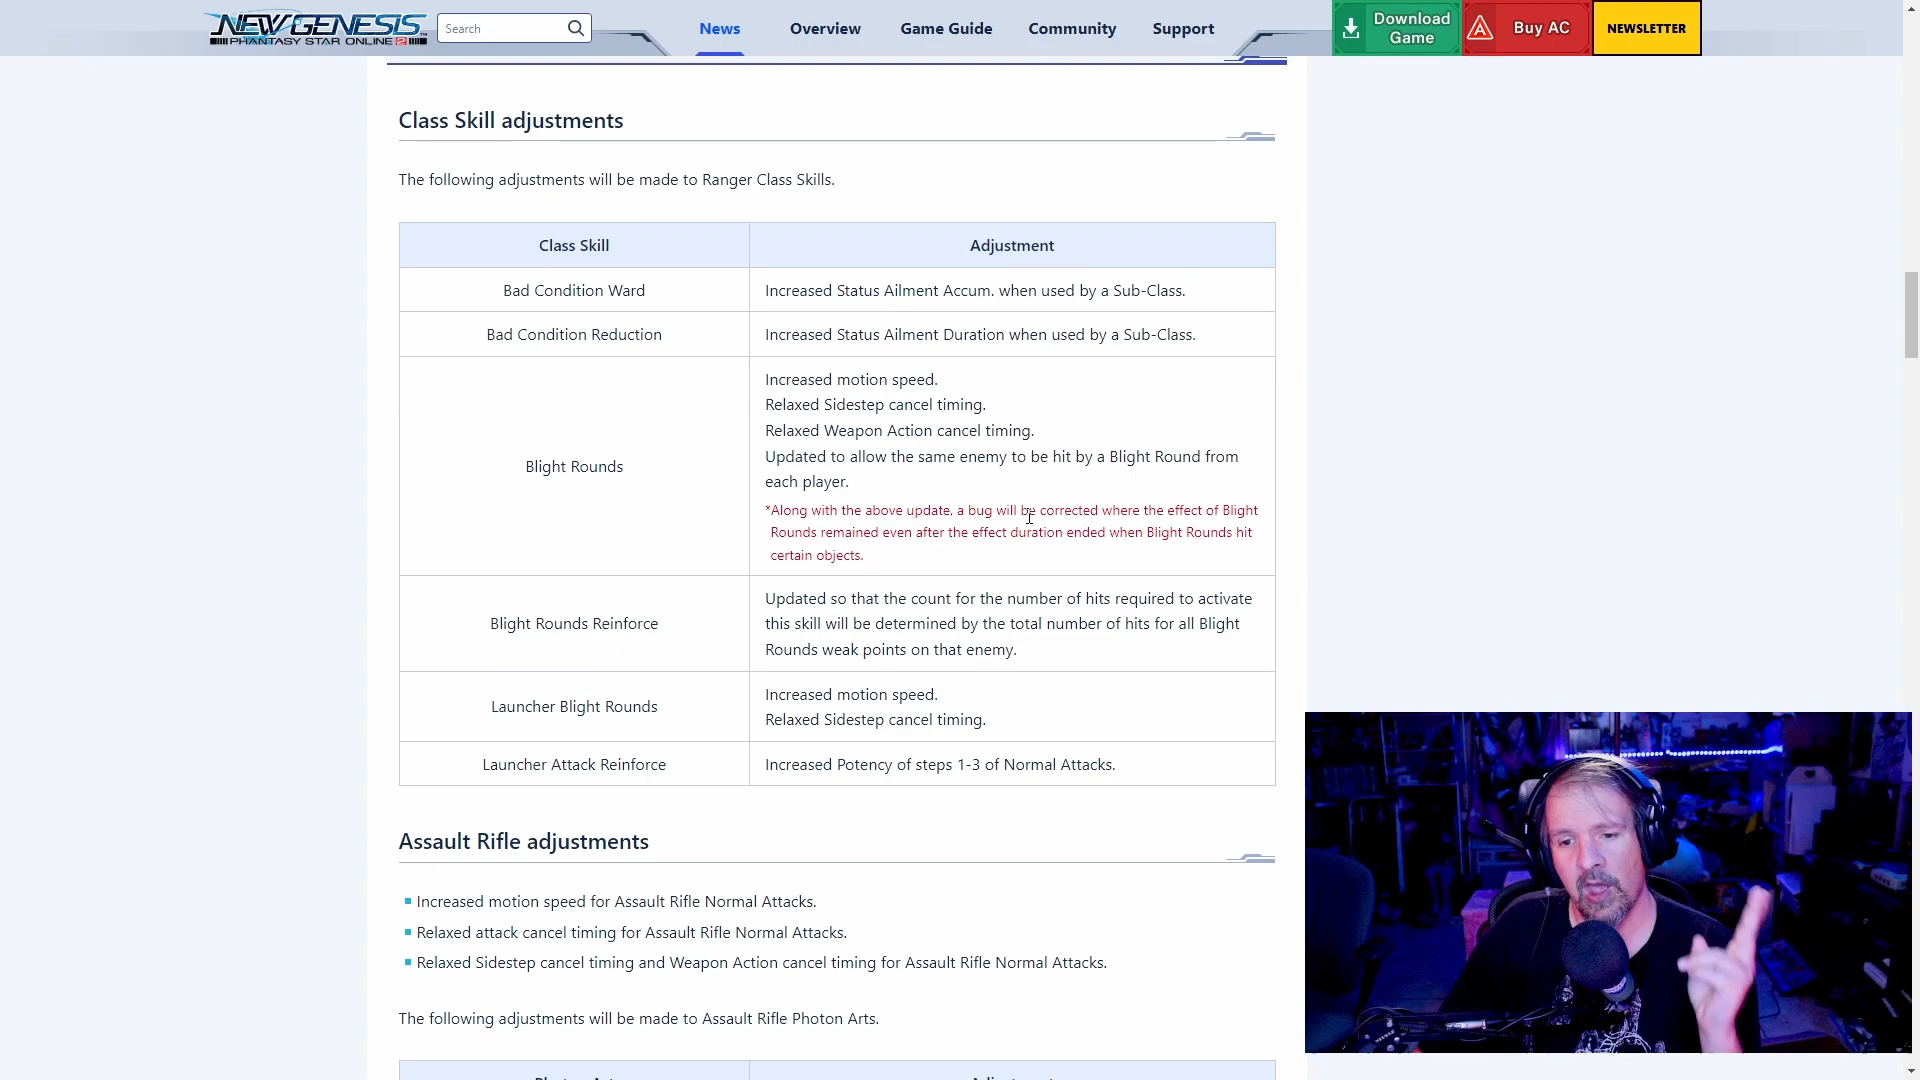 NEW GENESIS
PHANTASY STAR ONLINE 2
Search
News
Overview
Game Guide
Community
Support
Download
Game
Buy AC
NEWSLETTER
Class Skill adjustments
The following adjustments will be made to Ranger Class Skills.
Class Skill
Adjustment
Bad Condition Ward
Increased Status Ailment Accum. when used by a Sub-Class.
Bad Condition Reduction
Increased Status Ailment Duration when used by a Sub-Class.
Blight Rounds
Increased motion speed.
Relaxed Sidestep cancel timing.
Relaxed Weapon Action cancel timing.
Updated to allow the same enemy to be hit by a Blight Round from
each player.
*Along with the above update, a bug will be corrected where the effect of Blight
Rounds remained even after the effect duration ended when Blight Rounds hit
certain objects.
Blight Rounds Reinforce
Updated so that the count for the number of hits required to activate
this skill will be determined by the total number of hits for all Blight
Rounds weak points on that enemy.
Launcher Blight Rounds
Increased motion speed.
Relaxed Sidestep cancel timing.
Launcher Attack Reinforce
Increased Potency of steps 1-3 of Normal Attacks.
Assault Rifle adjustments
Increased motion speed for Assault Rifle Normal Attacks.
Relaxed attack cancel timing for Assault Rifle Normal Attacks.
Relaxed Sidestep cancel timing and Weapon Action cancel timing for Assault Rifle Normal Attacks.
The following adjustments will be made to Assault Rifle Photon Arts.